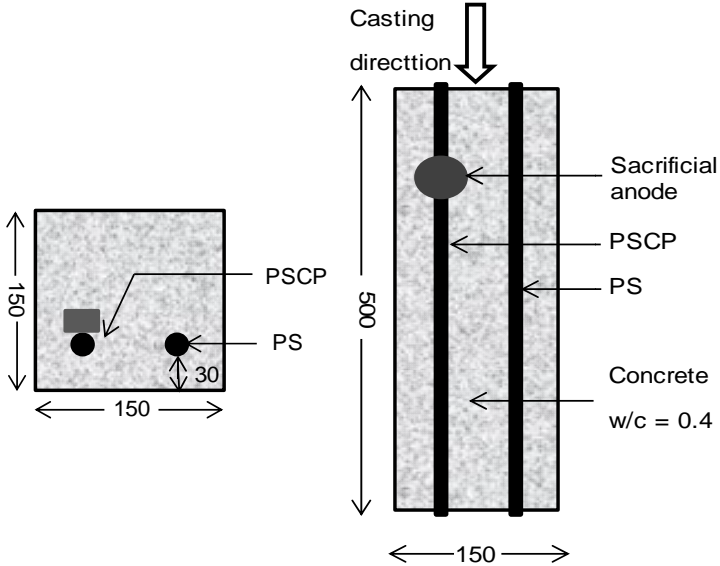 Casting
directtion
Sacrificial
anode
PSCP
PS
Concrete
w/c = 0.4
500
150
150
PSCP
PS
30
150